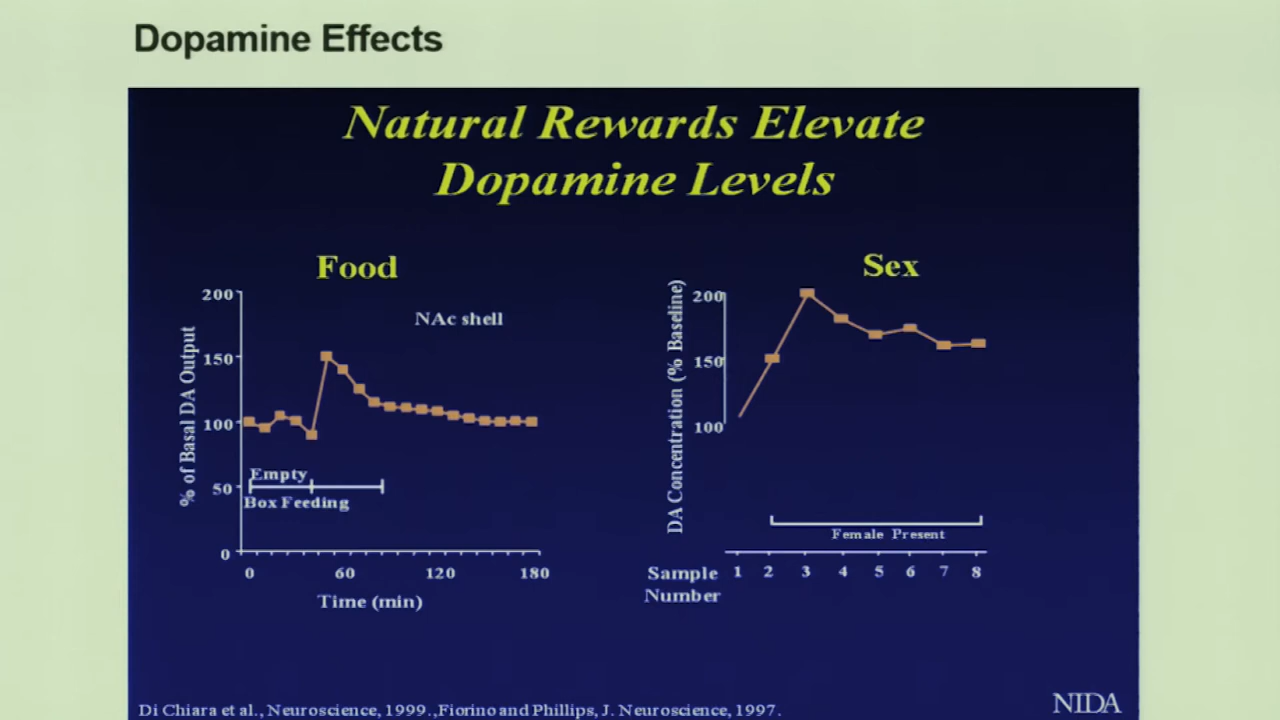 Dopamine Effects
Natural Rewards Elevate
Dopamine Levels
Food
NAc shell
% of Basal DA Output
200
150
100
50
0
Empty
Box Feeding
0 60 120 180
Time (min)
Sex
DA Concentration (% Baseline)
200
150
100
Female Present
Sample 1 2 3 4 5 6 7 8
Number
Di Chiara et al., Neuroscience, 1999.,Fiorino and Phillips, J. Neuroscience, 1997.
NIDA